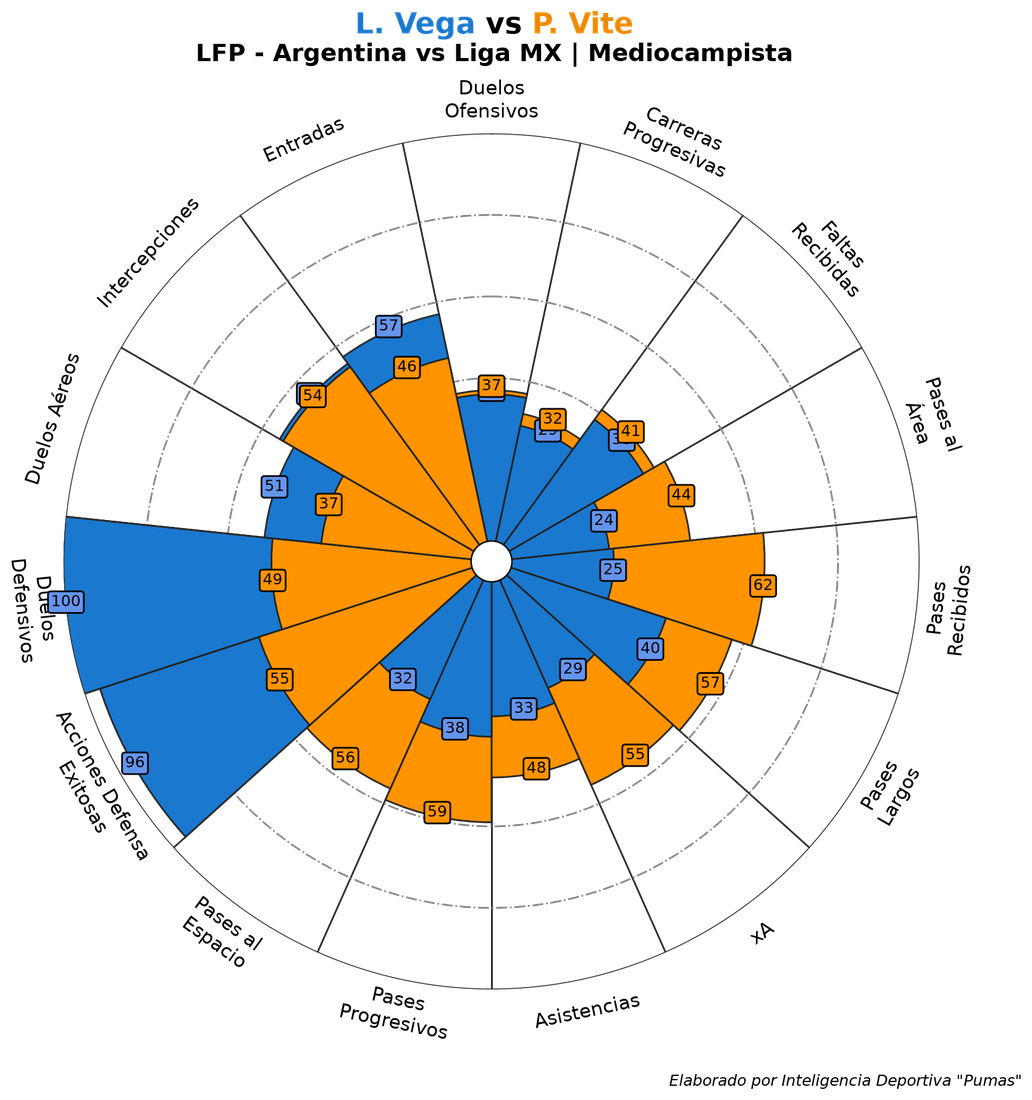 L. Vega vs P. Vite
LFP - Argentina vs Liga MX | Mediocampista
Duelos
Ofensivos
Carreras
Progresivas
Faltas
Recibidas
Pases al
Área
Pases
Recibidos
Pases
Largos
xA
Asistencias
Pases
Progresivos
Pases al
Espacio
Acciones Defensa
Exitosas
Duelos
Defensivos
Duelos Aéreos
Intercepciones
Entradas
37
32
41
24
44
25
62
40
57
29
55
33
48
38
59
32
56
96
55
100
49
51
37
54
57
46
Elaborado por Inteligencia Deportiva "Pumas"